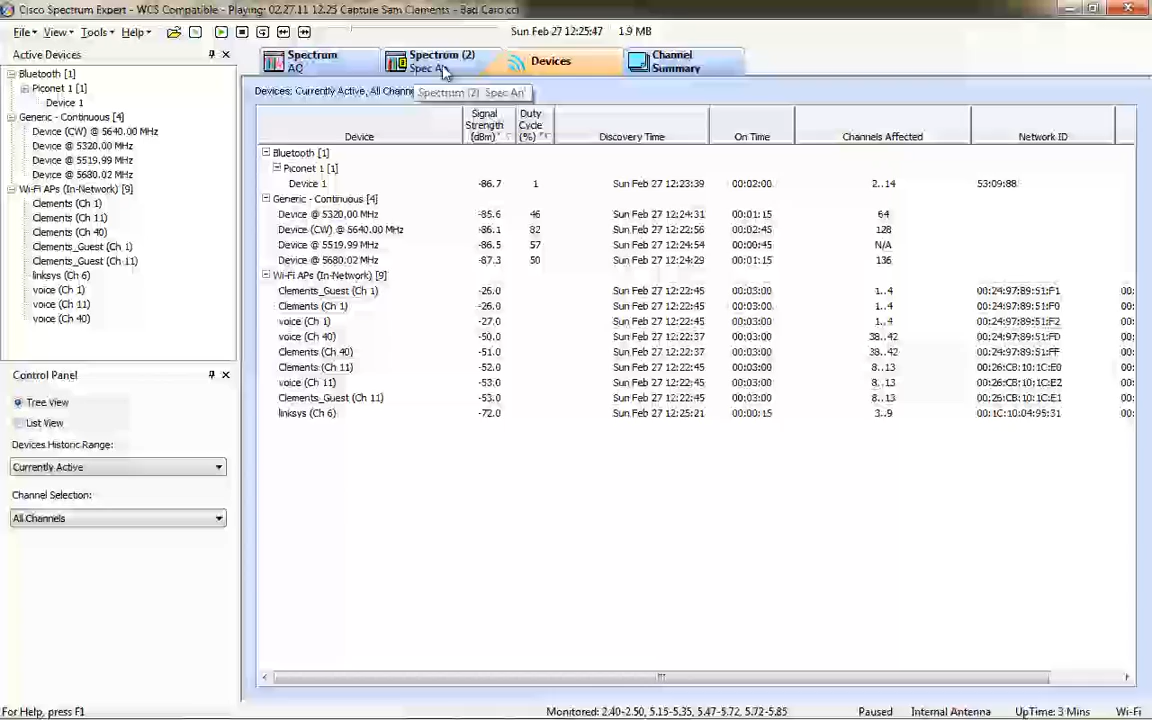 Cisco Spectrum Expert - WCS Compatible - Playing: 02.27.11 12.25 Capture Sam Clements - Bad Card.ccf
File View Tools Help
Sun Feb 27 12:25:47 1.9 MB
Active Devices
Bluetooth [1]
Piconet 1 [1]
Device 1
Generic - Continuous [4]
Device (CW) @ 5640.00 MHz
Device @ 5320.00 MHz
Device @ 5519.99 MHz
Device @ 5680.02 MHz
Wi-Fi APs (In-Network) [9]
Clements (Ch 1)
Clements (Ch 11)
Clements (Ch 40)
Clements_Guest (Ch 1)
Clements_Guest (Ch 11)
linksys (Ch 6)
voice (Ch 1)
voice (Ch 11)
voice (Ch 40)
Control Panel
Tree View
List View
Devices Historic Range:
Currently Active
Channel Selection:
All Channels
Spectrum
AQ
Spectrum (2)
Spec An
Devices
Channel
Summary
Devices: Currently Active, All Chann
Spectrum (2) 'Spec An'
Device Signal Strength (dBm) Duty Cycle (%) Discovery Time On Time Channels Affected Network ID
Bluetooth [1]
Piconet 1 [1]
Device 1 -86.7 1 Sun Feb 27 12:23:39 00:02:00 2..14 53:09:88
Generic - Continuous [4]
Device @ 5320.00 MHz -85.6 46 Sun Feb 27 12:24:31 00:01:15 64
Device (CW) @ 5640.00 MHz -86.1 82 Sun Feb 27 12:22:56 00:02:45 128
Device @ 5519.99 MHz -86.5 57 Sun Feb 27 12:24:54 00:00:45 N/A
Device @ 5680.02 MHz -87.3 50 Sun Feb 27 12:24:29 00:01:15 136
Wi-Fi APs (In-Network) [9]
Clements_Guest (Ch 1) -26.0 Sun Feb 27 12:22:45 00:03:00 1..4 00:24:97:89:51:F1 00:
Clements (Ch 1) -26.0 Sun Feb 27 12:22:45 00:03:00 1..4 00:24:97:89:51:F0 00:
voice (Ch 1) -27.0 Sun Feb 27 12:22:45 00:03:00 1..4 00:24:97:89:51:F2 00:
voice (Ch 40) -50.0 Sun Feb 27 12:22:37 00:03:00 38..42 00:24:97:89:51:FD 00:
Clements (Ch 40) -51.0 Sun Feb 27 12:22:37 00:03:00 38..42 00:24:97:89:51:FF 00:
Clements (Ch 11) -53.0 Sun Feb 27 12:22:45 00:03:00 8..13 00:26:CB:10:1C:E0 00:
voice (Ch 11) -53.0 Sun Feb 27 12:22:45 00:03:00 8..13 00:26:CB:10:1C:E2 00:
Clements_Guest (Ch 11) -53.0 Sun Feb 27 12:22:45 00:03:00 8..13 00:26:CB:10:1C:E1 00:
linksys (Ch 6) -72.0 Sun Feb 27 12:25:21 00:00:15 3..9 00:1C:10:04:95:31 00:
For Help, press F1
Monitored: 2.40-2.50, 5.15-5.35, 5.47-5.72, 5.72-5.85 Paused Internal Antenna UpTime: 3 Mins Wi-Fi